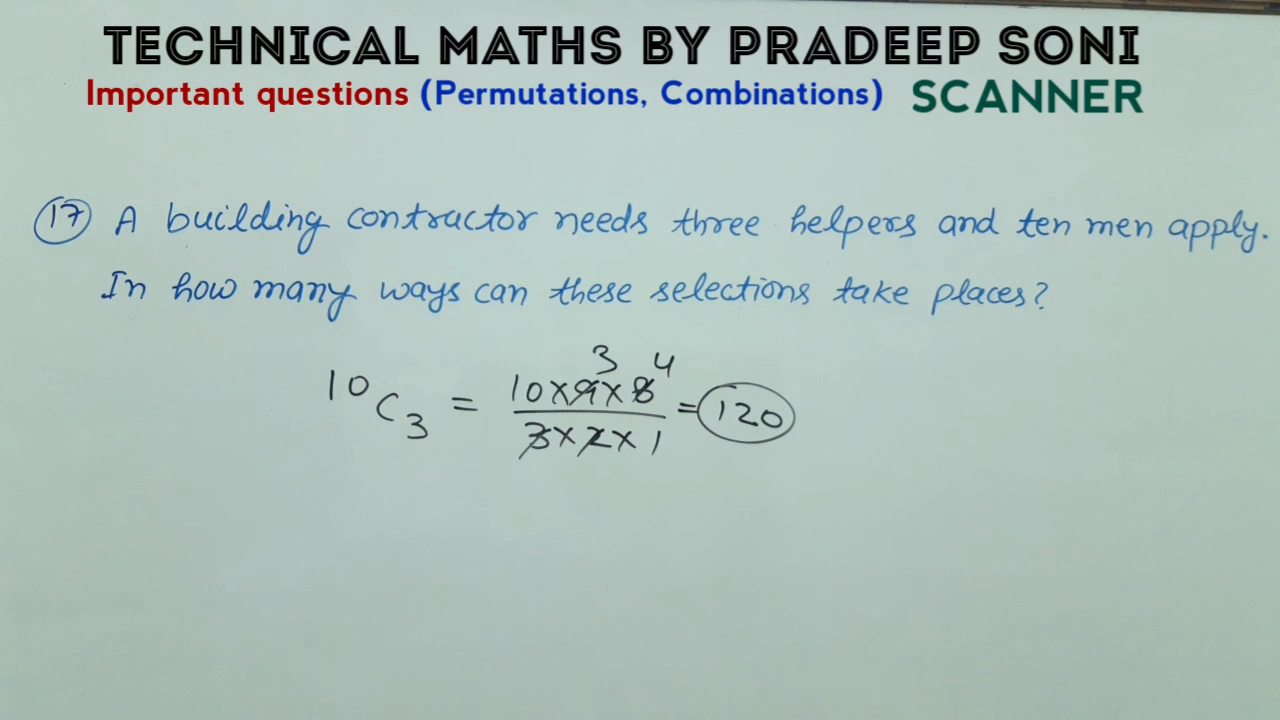 TECHNICAL MATHS BY PRADEEP SONI
Important questions (Permutations, Combinations) SCANNER
17 A building contractor needs three helpers and ten men apply.
In how many ways can these selections take places?
¹⁰C₃ = 10×9×8 / 3×2×1 = 120
3 4